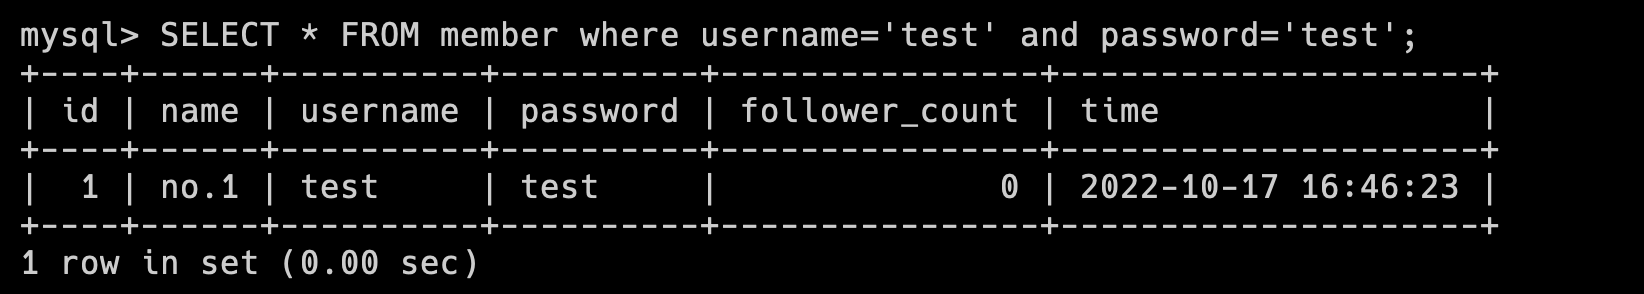 mysql> SELECT * FROM member where username='test' and password='test';
+----+------+----------+----------+----------------+---------------------+
| id | name | username | password | follower_count | time                |
+----+------+----------+----------+----------------+---------------------+
|  1 | no.1 | test     | test     |              0 | 2022-10-17 16:46:23 |
+----+------+----------+----------+----------------+---------------------+
1 row in set (0.00 sec)